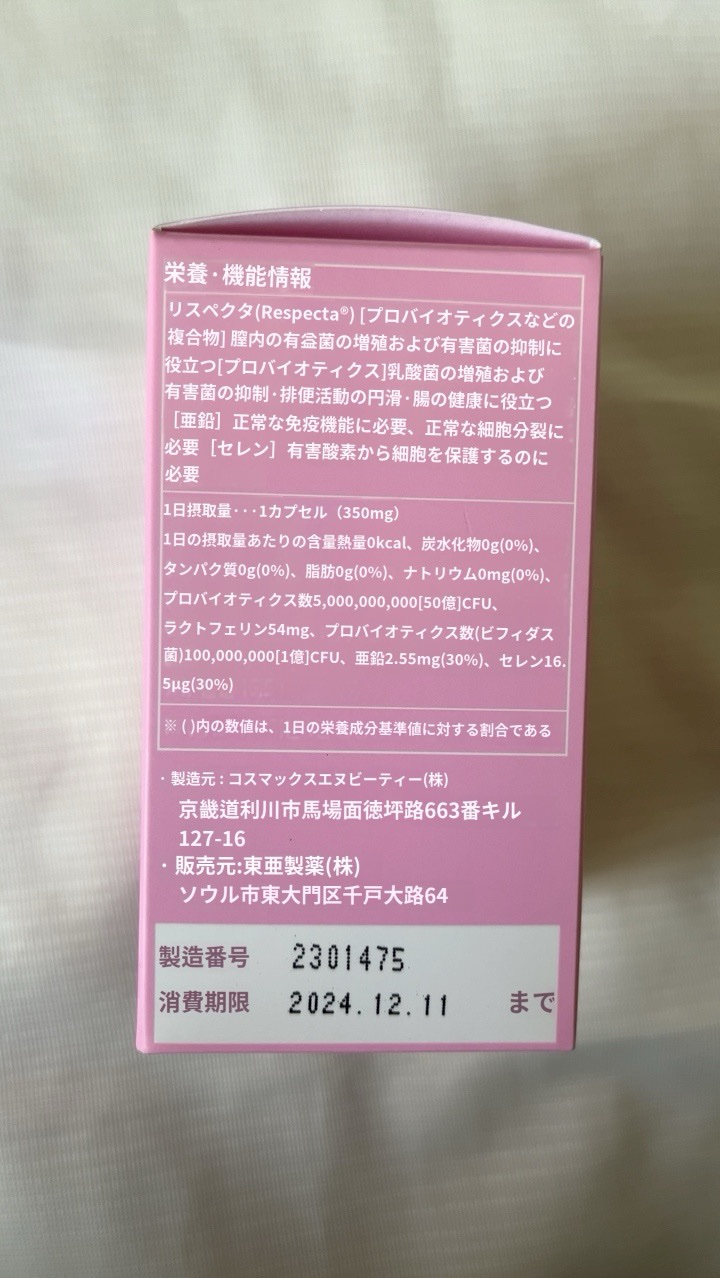 栄養·機能情報
リスペクタ(Respecta®) [プロバイオティクスなどの
複合物] 膣内の有益菌の増殖および有害菌の抑制に
役立つ[プロバイオティクス]乳酸菌の増殖および
有害菌の抑制·排便活動の円滑·腸の健康に役立つ
［亜鉛］正常な免疫機能に必要、正常な細胞分裂に
必要［セレン］有害酸素から細胞を保護するのに
必要
1日摂取量···1カプセル（350mg）
1日の摂取量あたりの含量熱量0kcal、炭水化物0g(0%)、
タンパク質0g(0%)、脂肪0g(0%)、ナトリウム0mg(0%)、
プロバイオティクス数5,000,000,000[50億]CFU、
ラクトフェリン54mg、プロバイオティクス数(ビフィダス
菌)100,000,000[1億]CFU、亜鉛2.55mg(30%)、セレン16.
5μg(30%)
※ ( )内の数値は、1日の栄養成分基準値に対する割合である
· 製造元 : コスマックスエヌビーティー(株)
京畿道利川市馬場面徳坪路663番キル
127-16
· 販売元:東亜製薬(株)
ソウル市東大門区千戸大路64
製造番号 2301475
消費期限 2024.12.11 まで